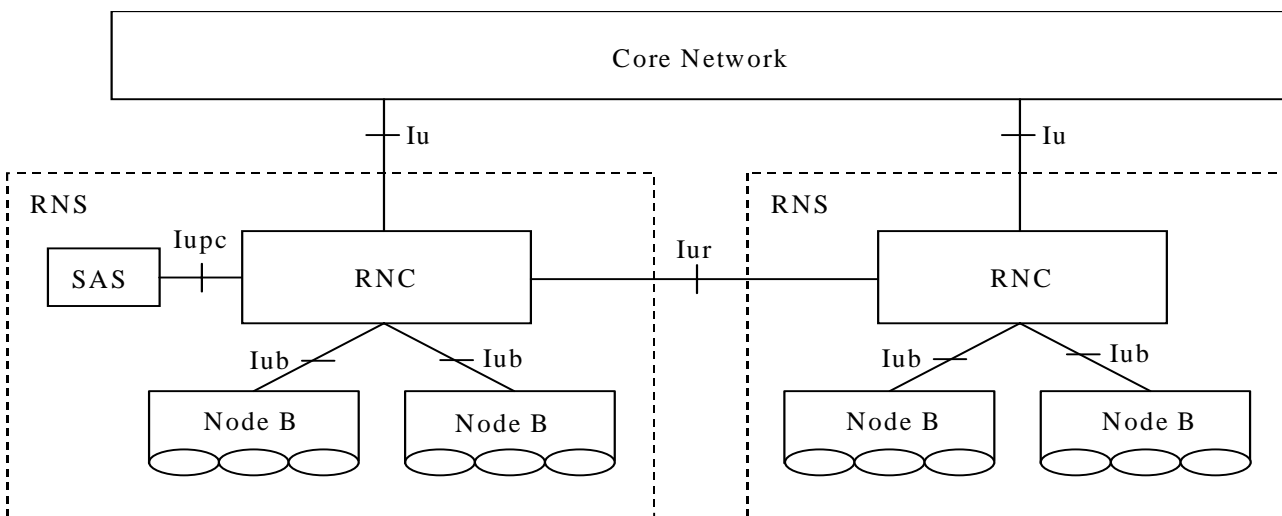 Core Network
Iu
Iu
RNS
RNS
Iupc
Iur
SAS
RNC
RNC
Iub
Iub
Iub
Iub
Node B
Node B
Node B
Node B